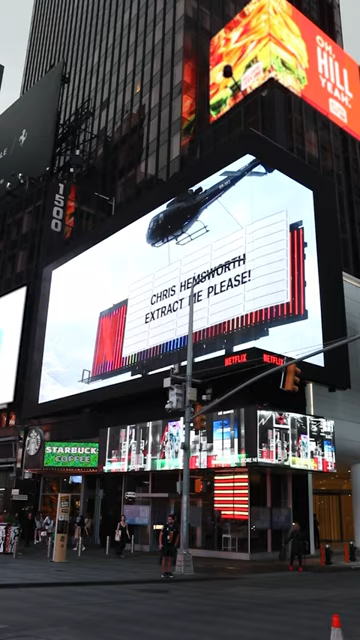 OH,
HILL
YEAH.
1500
CHRIS HEMSWORTH
EXTRACT ME PLEASE!
NETFLIX NETFLIX
STARBUCKS
COFFEE